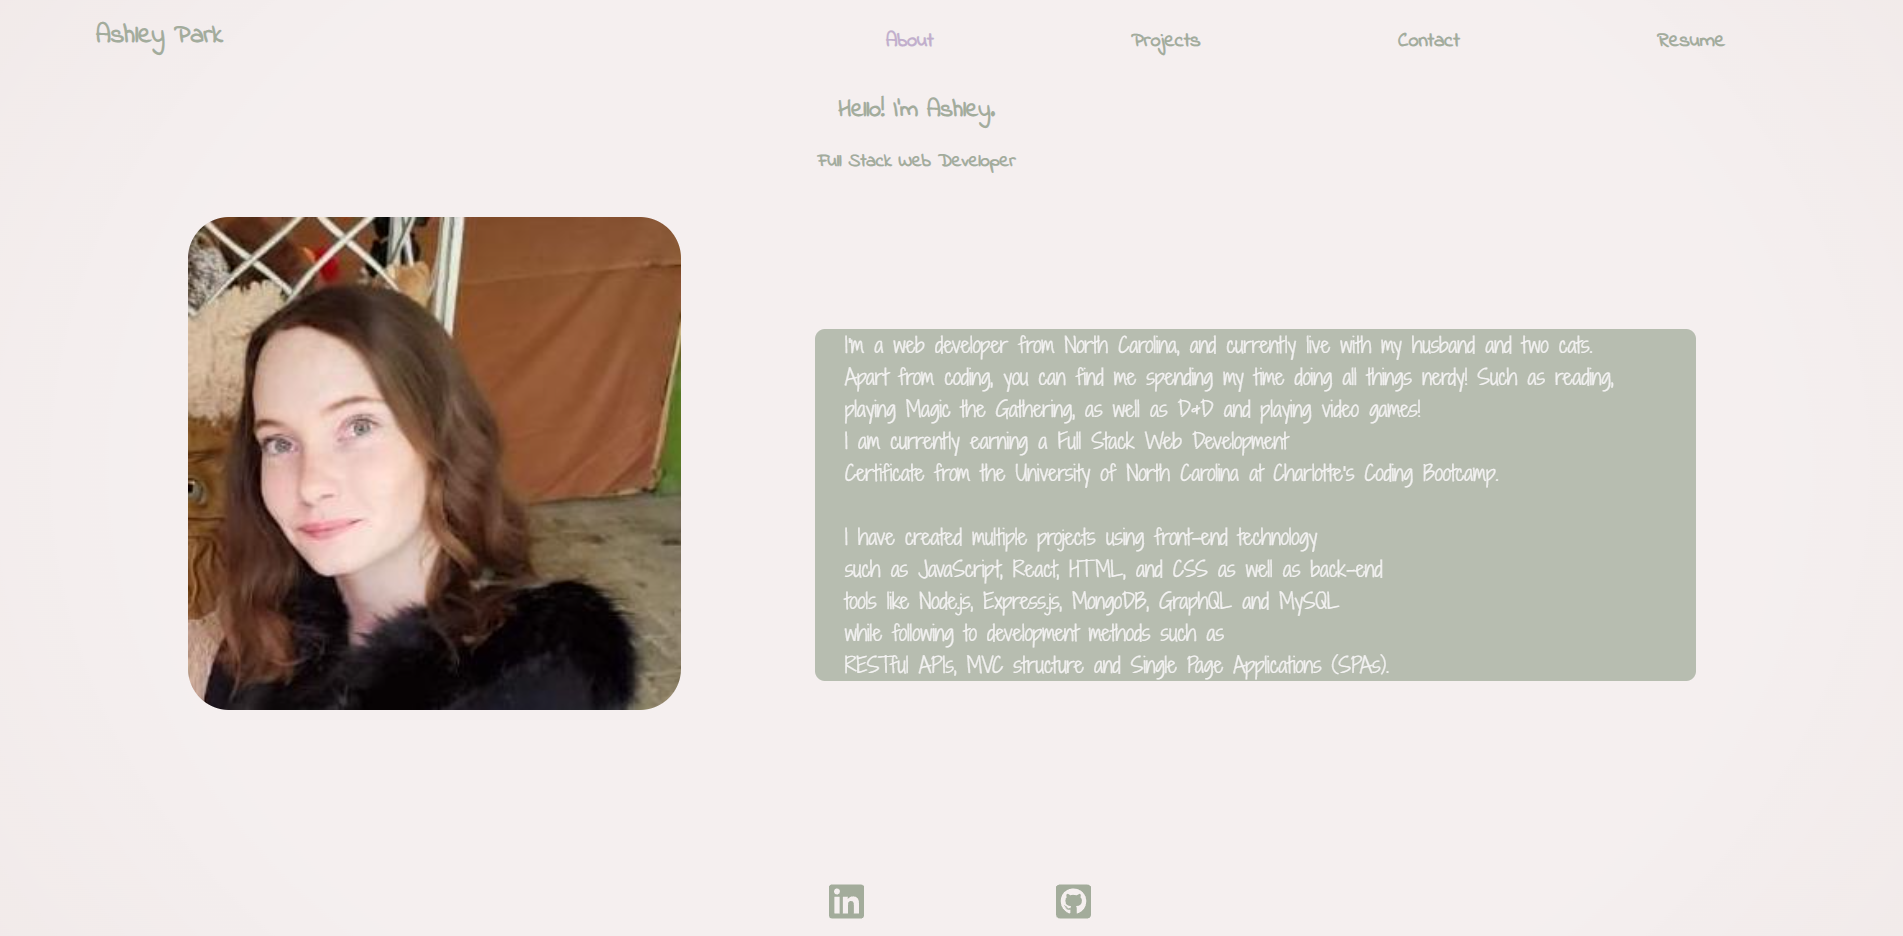 Ashley Park
About
Projects
Contact
Resume
Hello! I'm Ashley.
Full Stack Web Developer
I'm a web developer from North Carolina, and currently live with my husband and two cats.
Apart from coding, you can find me spending my time doing all things nerdy! Such as reading,
playing Magic the Gathering, as well as D&D and playing video games!
I am currently earning a Full Stack Web Development
Certificate from the University of North Carolina at Charlotte's Coding Bootcamp.
I have created multiple projects using front-end technology
such as JavaScript, React, HTML, and CSS as well as back-end
tools like Node.js, Express.js, MongoDB, GraphQL and MySQL
while following to development methods such as
RESTful APIs, MVC structure and Single Page Applications (SPAs).
in